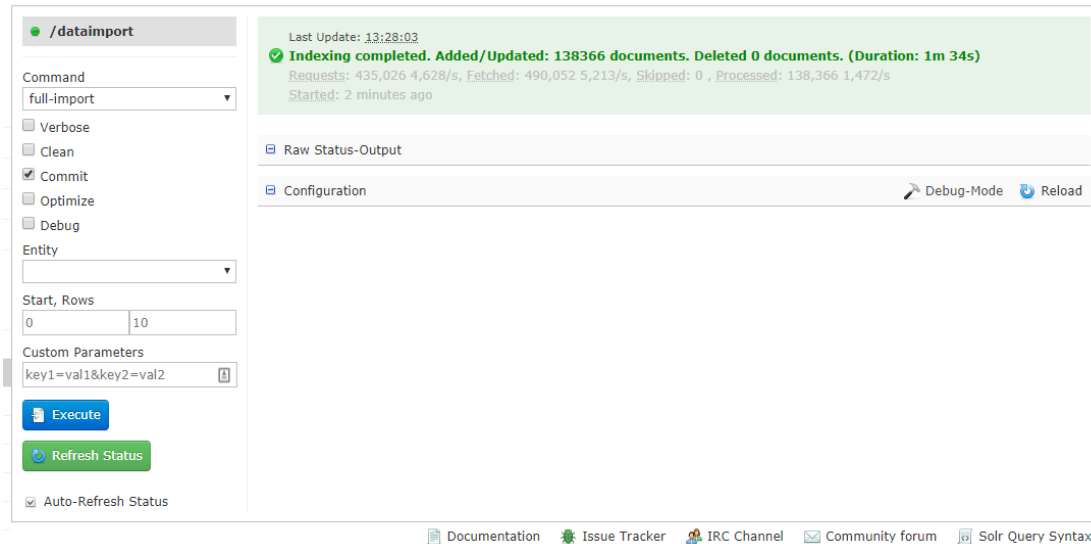 /dataimport
Command
full-import
Verbose
Clean
Commit
Optimize
Debug
Entity
Start, Rows
0 10
Custom Parameters
key1=val1&key2=val2
Execute
Refresh Status
Auto-Refresh Status
Last Update: 13:28:03
Indexing completed. Added/Updated: 138366 documents. Deleted 0 documents. (Duration: 1m 34s)
Requests: 435,026 4,628/s, Fetched: 490,052 5,213/s, Skipped: 0 , Processed: 138,366 1,472/s
Started: 2 minutes ago
Raw Status-Output
Configuration Debug-Mode Reload
Documentation Issue Tracker IRC Channel Community forum Solr Query Syntax